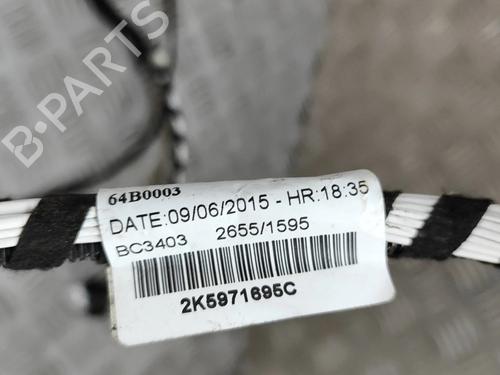 B-PARTS
64B0003
DATE:09/06/2015 - HR:18:35
BC3403 2655/1595
2K5971695C